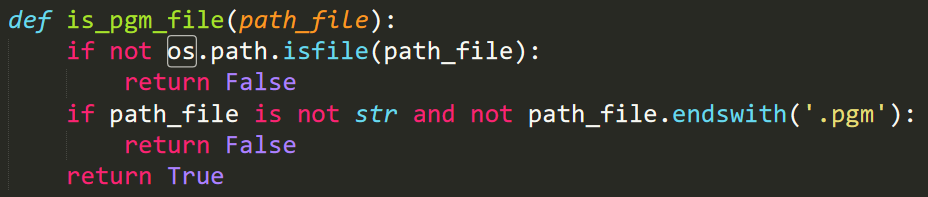 def is_pgm_file(path_file):
    if not os.path.isfile(path_file):
        return False
    if path_file is not str and not path_file.endswith('.pgm'):
        return False
    return True